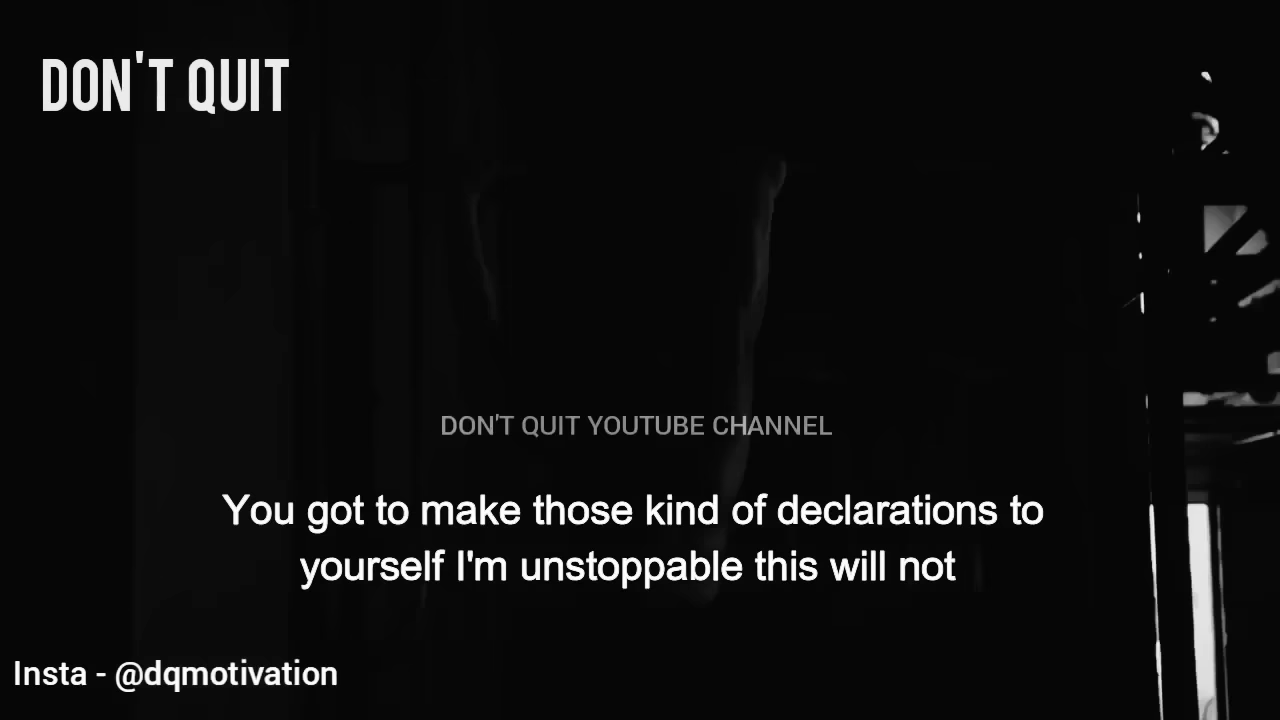 DON'T QUIT
DON'T QUIT YOUTUBE CHANNEL
You got to make those kind of declarations to
yourself I'm unstoppable this will not
Insta - @dqmotivation